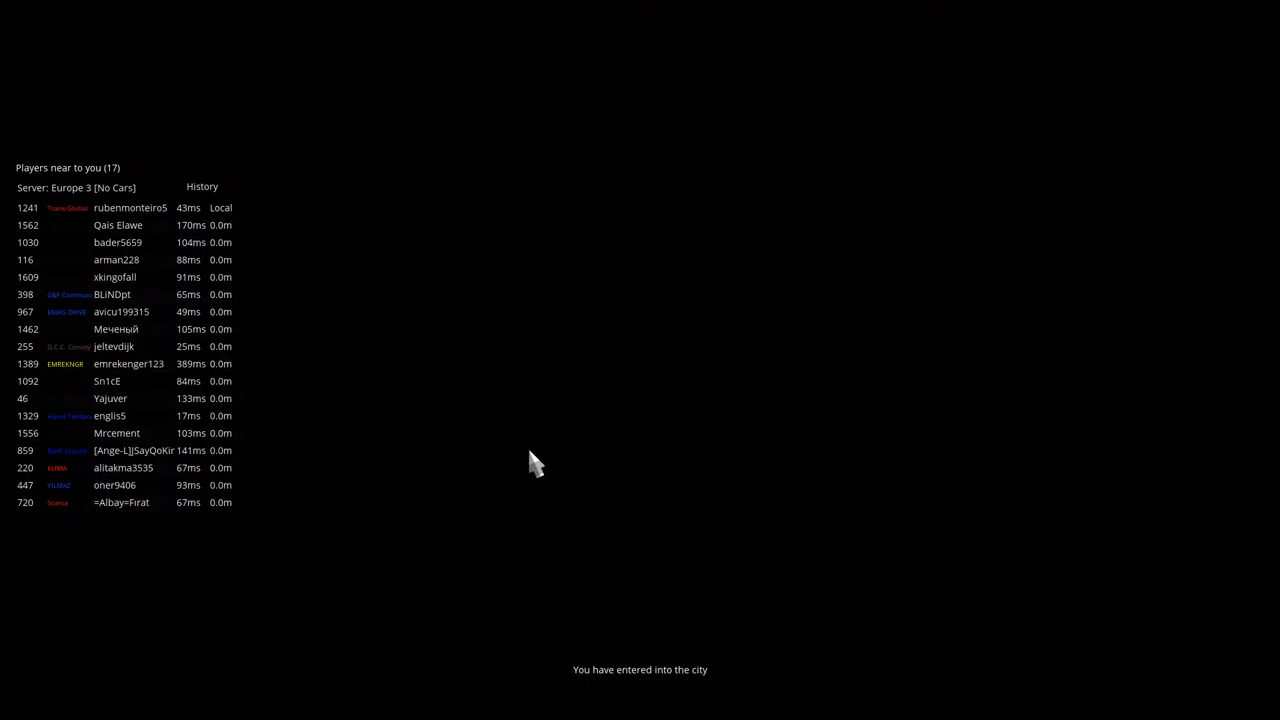 Players near to you (17)
Server: Europe 3 [No Cars] History
1241 Trans-Global rubenmonteiro5 43ms Local
1562 Qais Elawe 170ms 0.0m
1030 bader5659 104ms 0.0m
116 arman228 88ms 0.0m
1609 xkingofall 91ms 0.0m
398 BLiNDpt 65ms 0.0m
967 EMAG DRIVE avicu199315 49ms 0.0m
1462 Меченый 105ms 0.0m
255 G.C.C. Convoy jeltevdijk 25ms 0.0m
1389 EMREKNGR emrekenger123 389ms 0.0m
1092 Sn1cE 84ms 0.0m
46 Yajuver 133ms 0.0m
1329 englis5 17ms 0.0m
1556 Mrcement 103ms 0.0m
859 [Ange-L]JSayQoKir 141ms 0.0m
220 KLIMA alitakma3535 67ms 0.0m
447 YILMAZ oner9406 93ms 0.0m
720 Scania =Albay=Fırat 67ms 0.0m
You have entered into the city